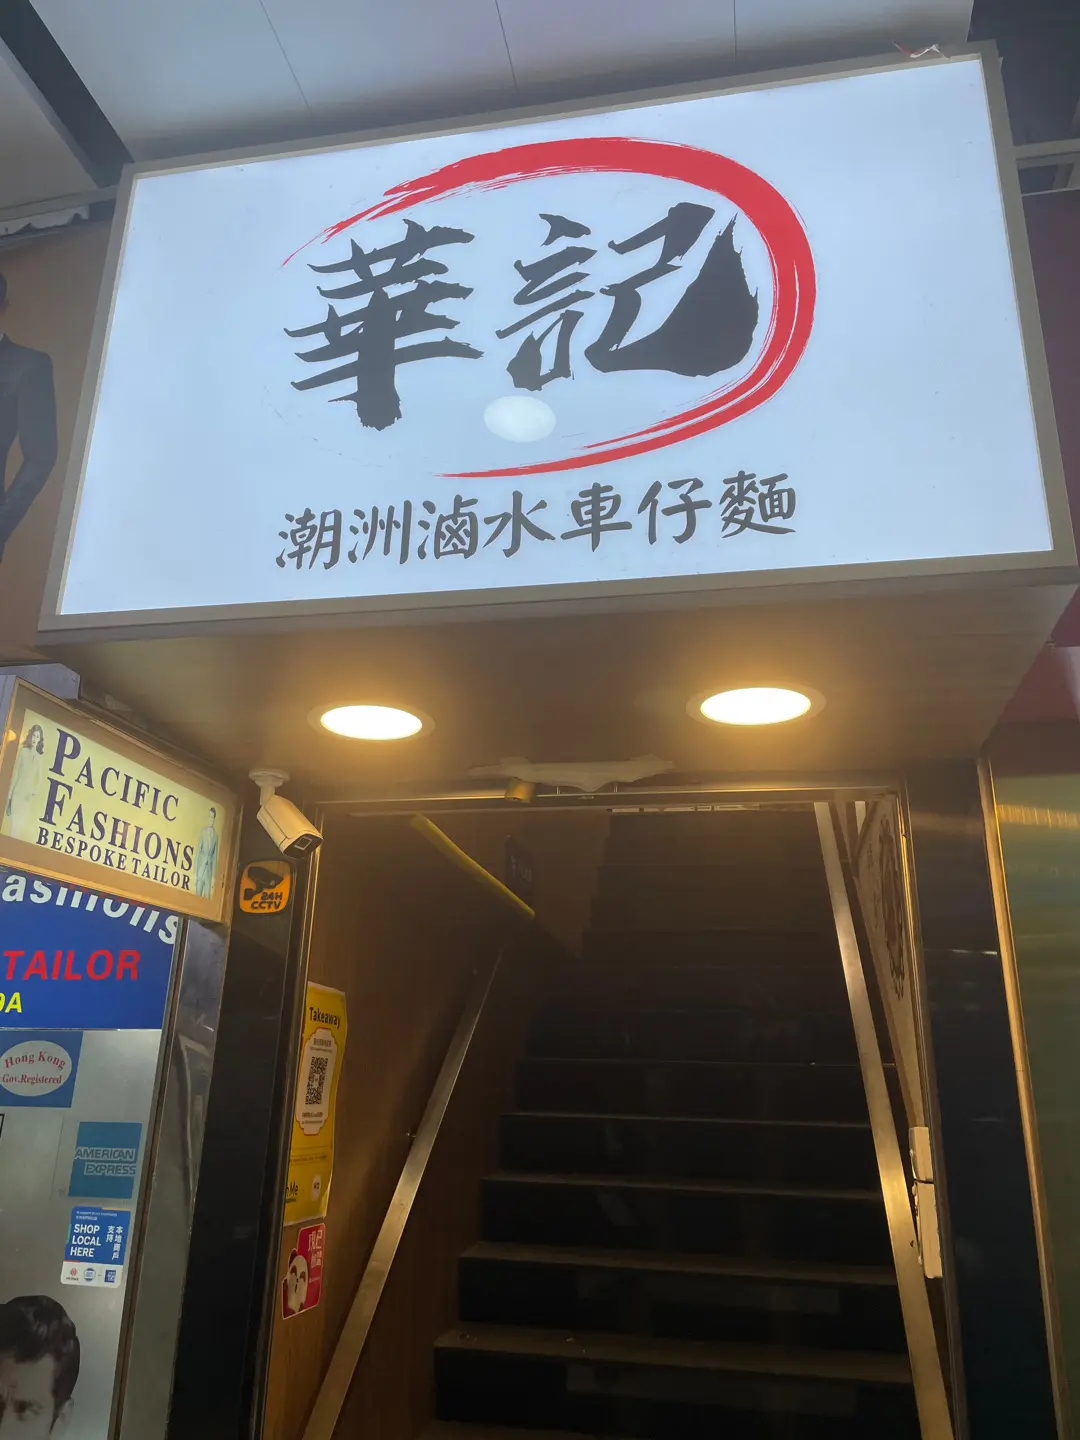 華記
潮洲滷水車仔麵
PACIFIC
FASHIONS
BESPOKE TAILOR
ashions
TAILOR
Hong Kong
Gov.Registered
AMERICAN
EXPRESS
SHOP
LOCAL
HERE
支持
本地商戶
24H
CCTV
Takeaway